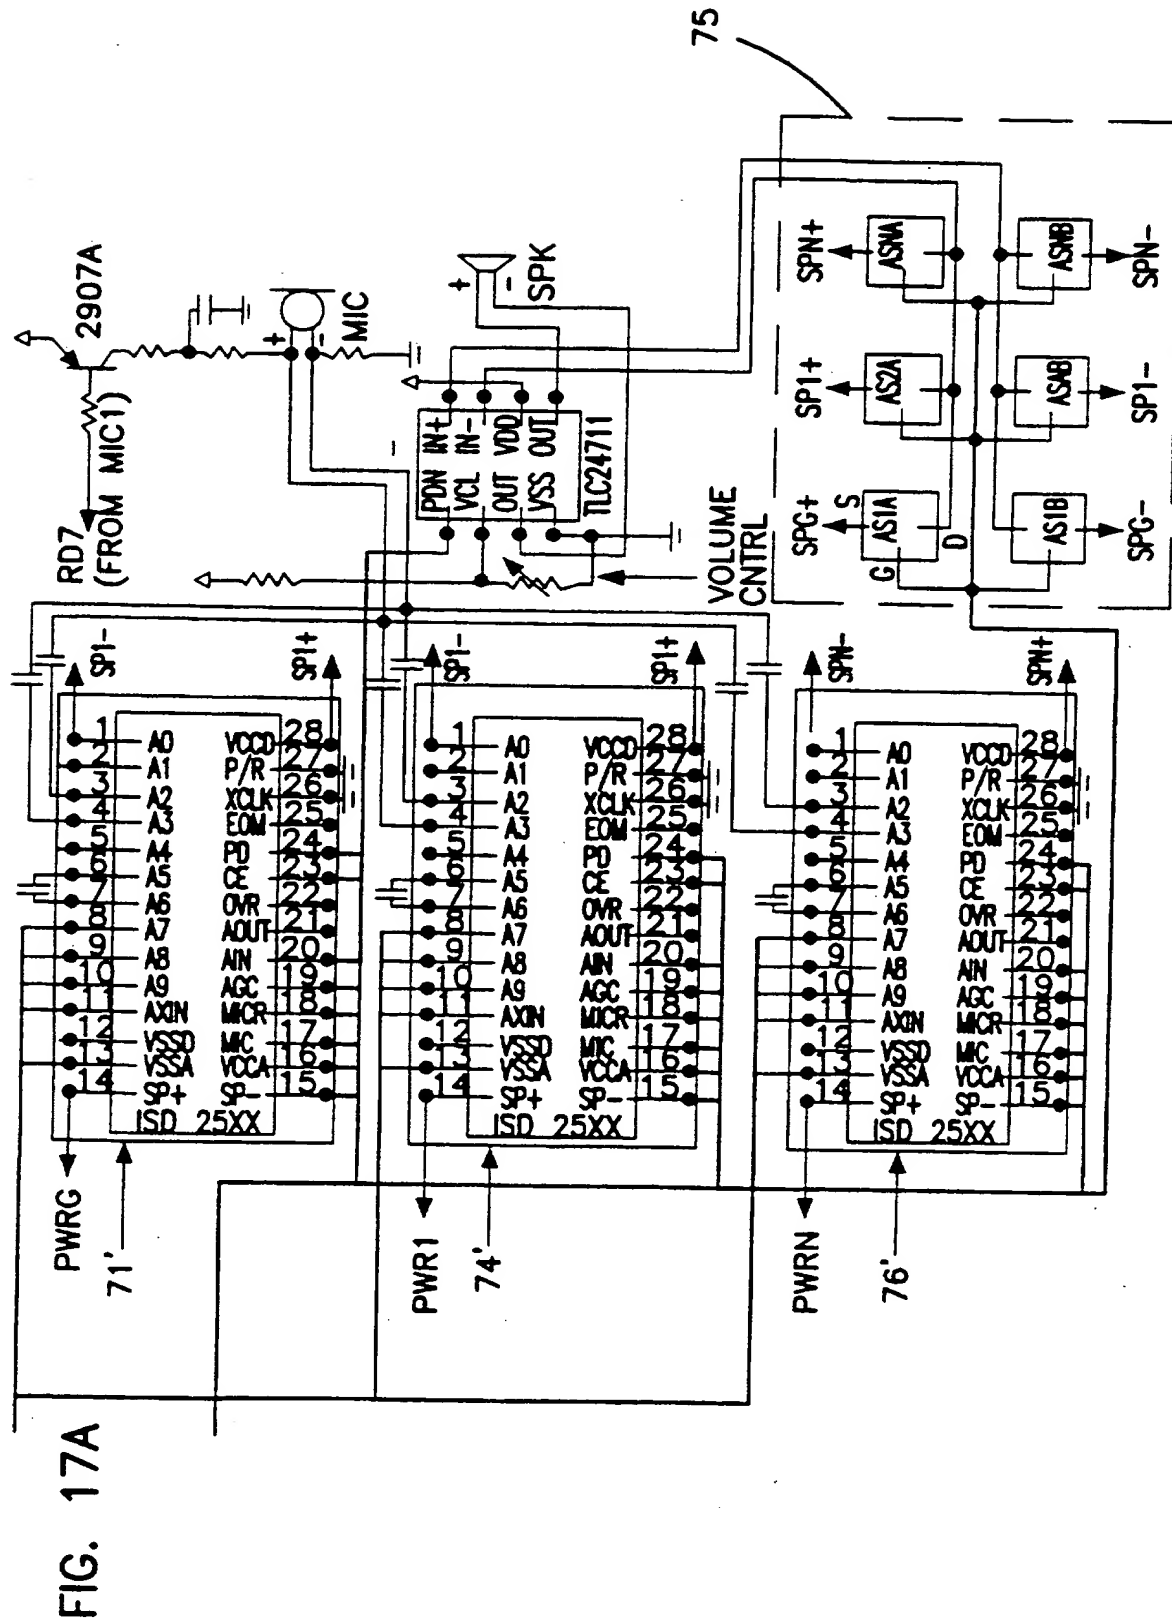 FIG. 17A
PWRG
71'
1 A0
2 A1
3 A2
4 A3
5 A4
6 A5
7 A6
8 A7
9 A8
10 A9
11 AXIN
12 VSSD
13 VSSA
14 SP+
VCCD 28
P/R 27
XCLK 26
EOM 25
PD 24
CE 23
OVR 22
AOUT 21
AIN 20
AGC 19
MICR 18
MIC 17
VCCA 16
SP- 15
ISD 25XX
SP1-
SP1+
PWR1
74'
1 A0
2 A1
3 A2
4 A3
5 A4
6 A5
7 A6
8 A7
9 A8
10 A9
11 AXIN
12 VSSD
13 VSSA
14 SP+
VCCD 28
P/R 27
XCLK 26
EOM 25
PD 24
CE 23
OVR 22
AOUT 21
AIN 20
AGC 19
MICR 18
MIC 17
VCCA 16
SP- 15
ISD 25XX
SP1-
SP1+
PWRN
76'
1 A0
2 A1
3 A2
4 A3
5 A4
6 A5
7 A6
8 A7
9 A8
10 A9
11 AXIN
12 VSSD
13 VSSA
14 SP+
VCCD 28
P/R 27
XCLK 26
EOM 25
PD 24
CE 23
OVR 22
AOUT 21
AIN 20
AGC 19
MICR 18
MIC 17
VCCA 16
SP- 15
ISD 25XX
SPN-
SPN+
RD7
(FROM MIC1)
2907A
+
-
MIC
PDN IN+
VCL IN-
OUT VDD
VSS OUT
TLC24711
+
-
SPK
VOLUME
CNTRL
75
SPG+
S
AS1A
G
D
SP1+
AS2A
SPN+
ASNA
AS1B
SPG-
ASAB
SP1-
ASNB
SPN-